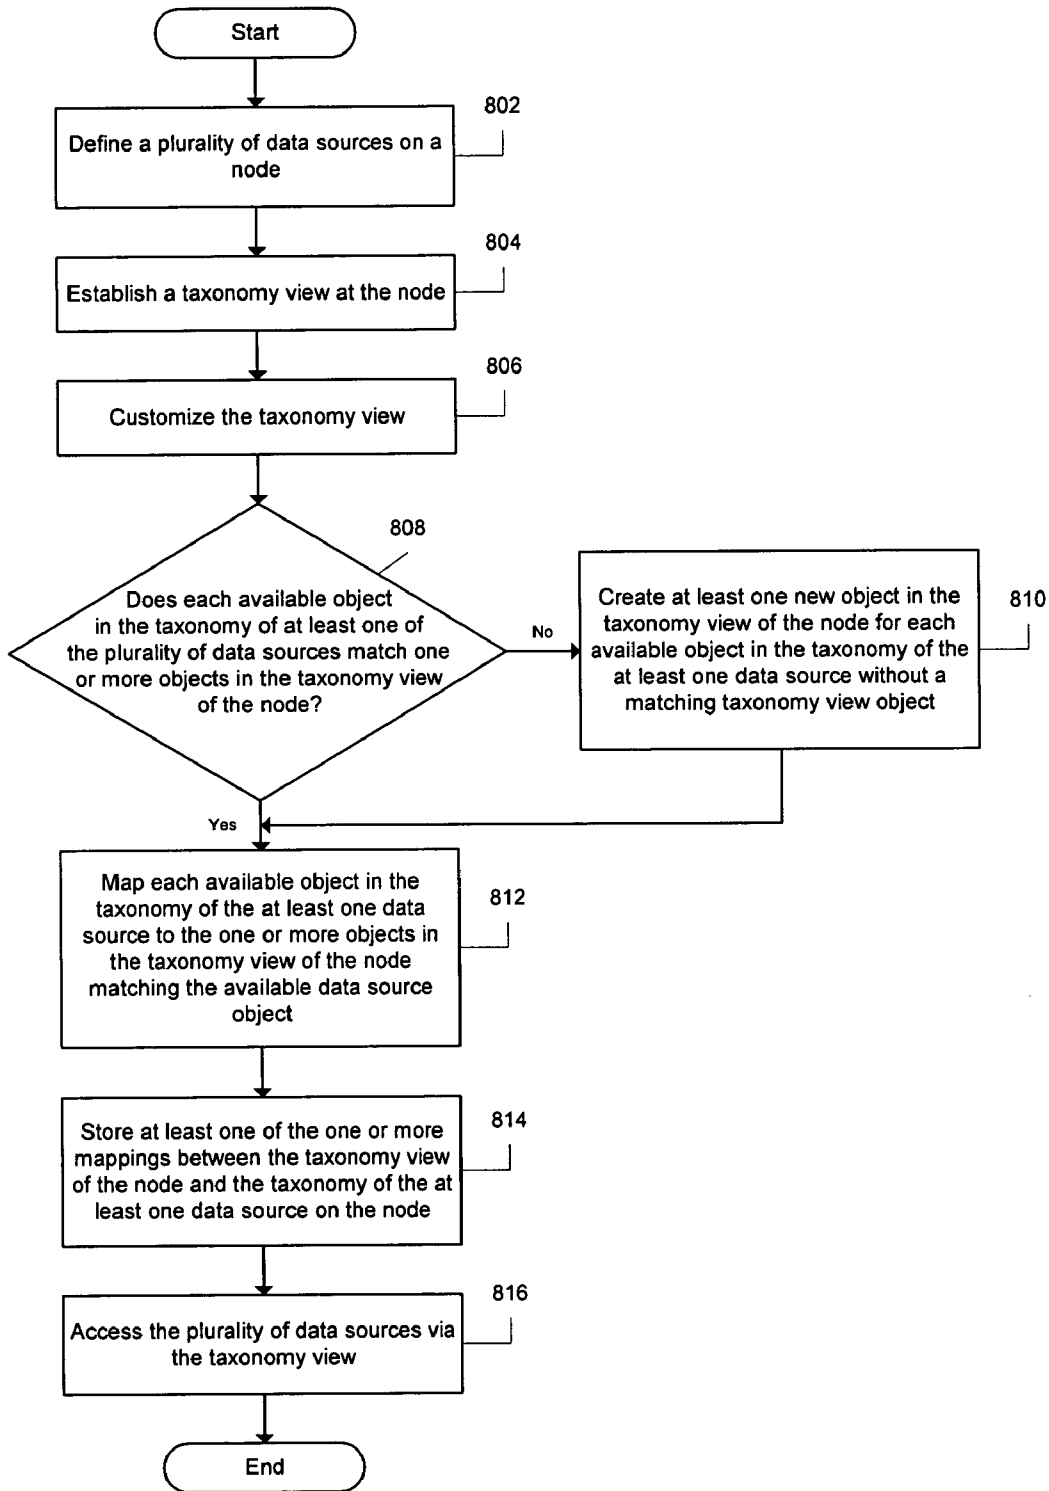 Start
802
Define a plurality of data sources on a
node
804
Establish a taxonomy view at the node
806
Customize the taxonomy view
808
Does each available object
in the taxonomy of at least one of
the plurality of data sources match one
or more objects in the taxonomy view
of the node?
No
Create at least one new object in the
taxonomy view of the node for each
available object in the taxonomy of the
at least one data source without a
matching taxonomy view object
810
Yes
Map each available object in the
taxonomy of the at least one data
source to the one or more objects in
the taxonomy view of the node
matching the available data source
object
812
Store at least one of the one or more
mappings between the taxonomy view
of the node and the taxonomy of the at
least one data source on the node
814
Access the plurality of data sources via
the taxonomy view
816
End